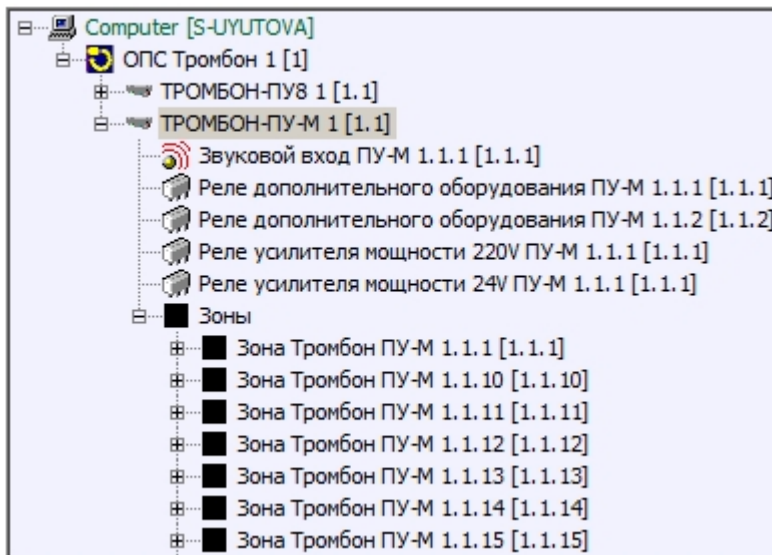 Computer [S-UYUTOVA]
ОПС Тромбон 1 [1]
ТРОМБОН-ПУ8 1 [1.1]
ТРОМБОН-ПУ-М 1 [1.1]
Звуковой вход ПУ-М 1.1.1 [1.1.1]
Реле дополнительного оборудования ПУ-М 1.1.1 [1.1.1]
Реле дополнительного оборудования ПУ-М 1.1.2 [1.1.2]
Реле усилителя мощности 220V ПУ-М 1.1.1 [1.1.1]
Реле усилителя мощности 24V ПУ-М 1.1.1 [1.1.1]
Зоны
Зона Тромбон ПУ-М 1.1.1 [1.1.1]
Зона Тромбон ПУ-М 1.1.10 [1.1.10]
Зона Тромбон ПУ-М 1.1.11 [1.1.11]
Зона Тромбон ПУ-М 1.1.12 [1.1.12]
Зона Тромбон ПУ-М 1.1.13 [1.1.13]
Зона Тромбон ПУ-М 1.1.14 [1.1.14]
Зона Тромбон ПУ-М 1.1.15 [1.1.15]